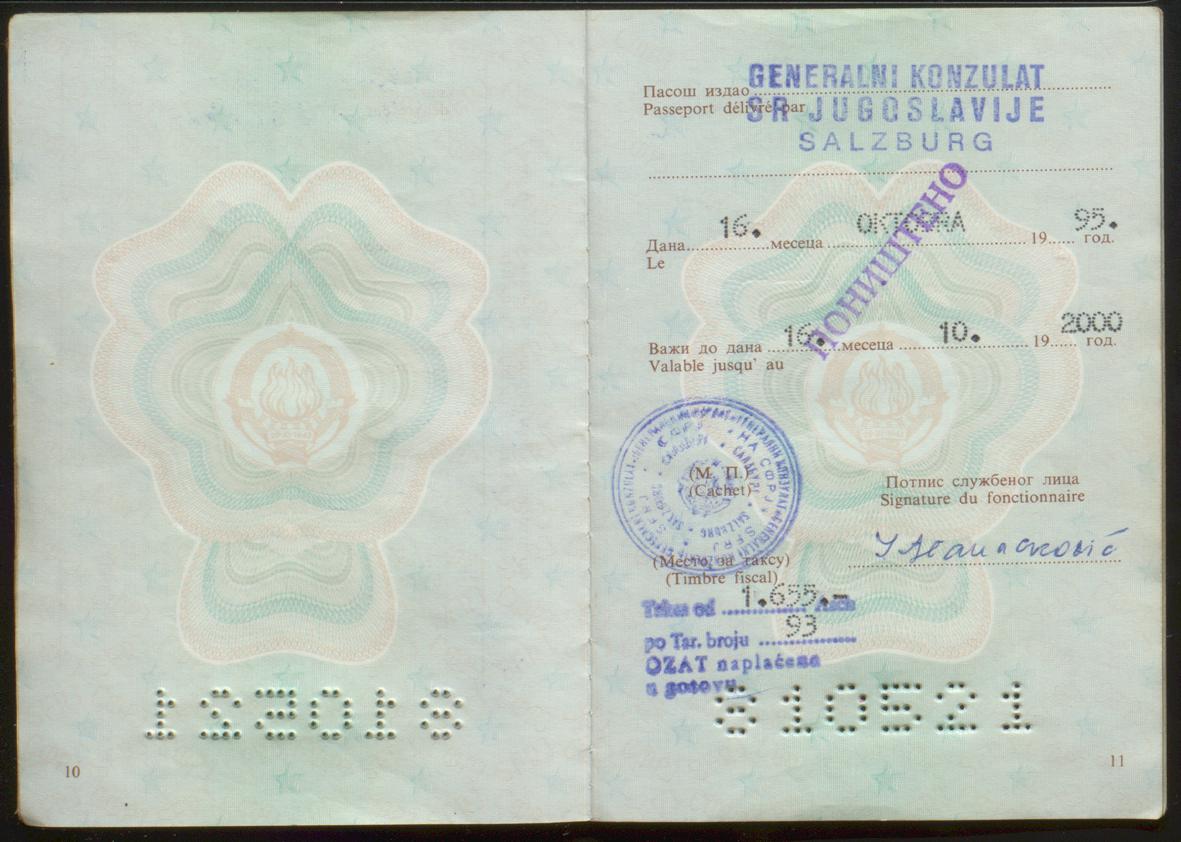 GENERALNI KONZULAT
Пасош издао
Passeport délivré par
SR JUGOSLAVIJE
SALZBURG
ПОНИШТЕНО
Дана 16. месеца OKTOBRA 19 95. год.
Le
Важи до дана 16. месеца 10. 19 2000 год.
Valable jusqu' au
(М. П.)
(Cachet)
Потпис службеног лица
Signature du fonctionnaire
(Место за таксу)
(Timbre fiscal)
Taksa od 1.655.-
po Tar. broju 93
OZAT naplaćena
u gotovu.
810521
10
11